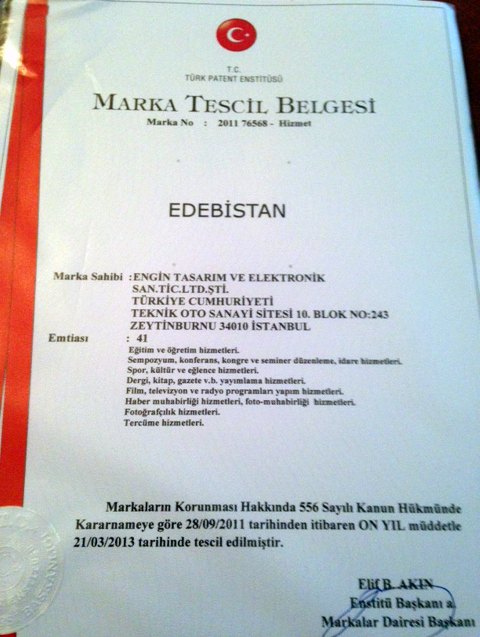 T.C.
TÜRK PATENT ENSTİTÜSÜ
MARKA TESCİL BELGESİ
Marka No : 2011 76568 - Hizmet
EDEBİSTAN
Marka Sahibi : ENGİN TASARIM VE ELEKTRONİK
SAN.TİC.LTD.ŞTİ.
TÜRKİYE CUMHURİYETİ
TEKNİK OTO SANAYİ SİTESİ 10. BLOK NO:243
ZEYTİNBURNU 34010 İSTANBUL
Emtiası : 41
Eğitim ve öğretim hizmetleri.
Sempozyum, konferans, kongre ve seminer düzenleme, idare hizmetleri.
Spor, kültür ve eğlence hizmetleri.
Dergi, kitap, gazete v.b. yayımlama hizmetleri.
Film, televizyon ve radyo programları yapım hizmetleri.
Haber muhabirliği hizmetleri, foto-muhabirliği hizmetleri.
Fotoğrafçılık hizmetleri.
Tercüme hizmetleri.
Markaların Korunması Hakkında 556 Sayılı Kanun Hükmünde
Kararnameye göre 28/09/2011 tarihinden itibaren ON YIL müddetle
21/03/2013 tarihinde tescil edilmiştir.
Elif B. AKIN
Enstitü Başkanı a.
Markalar Dairesi Başkanı